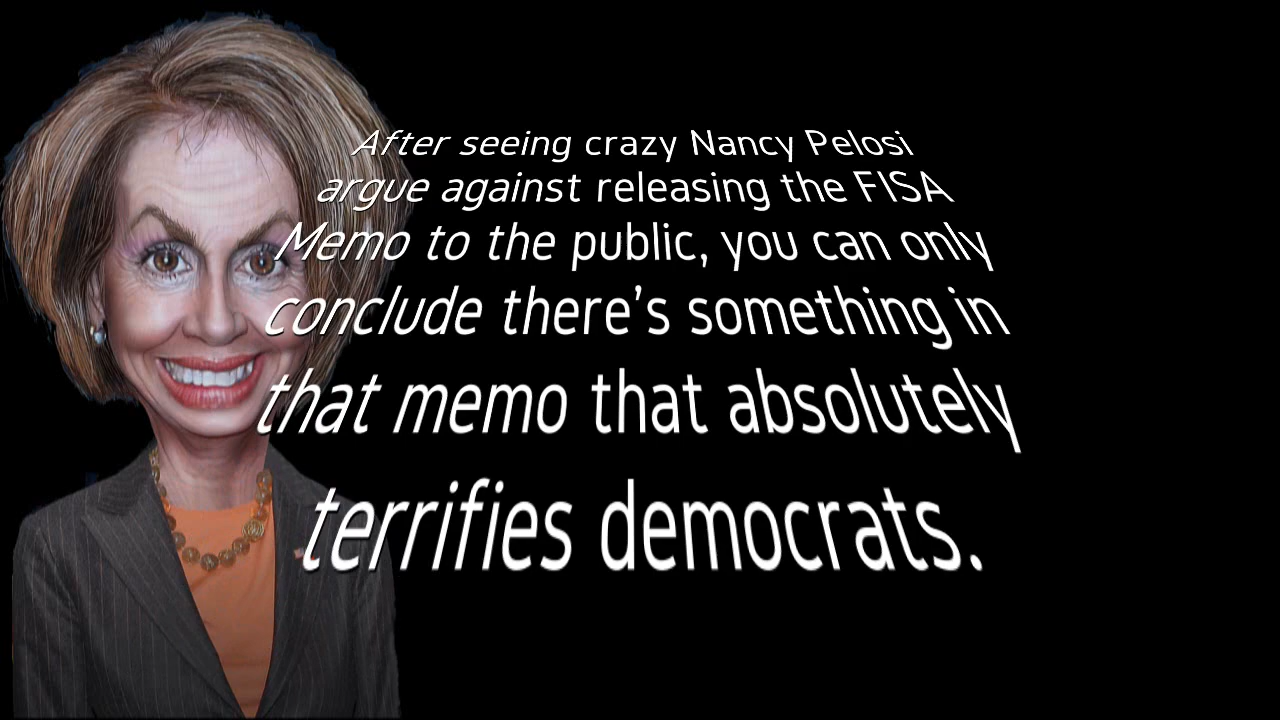 After seeing crazy Nancy Pelosi
argue against releasing the FISA
Memo to the public, you can only
conclude there’s something in
that memo that absolutely
terrifies democrats.